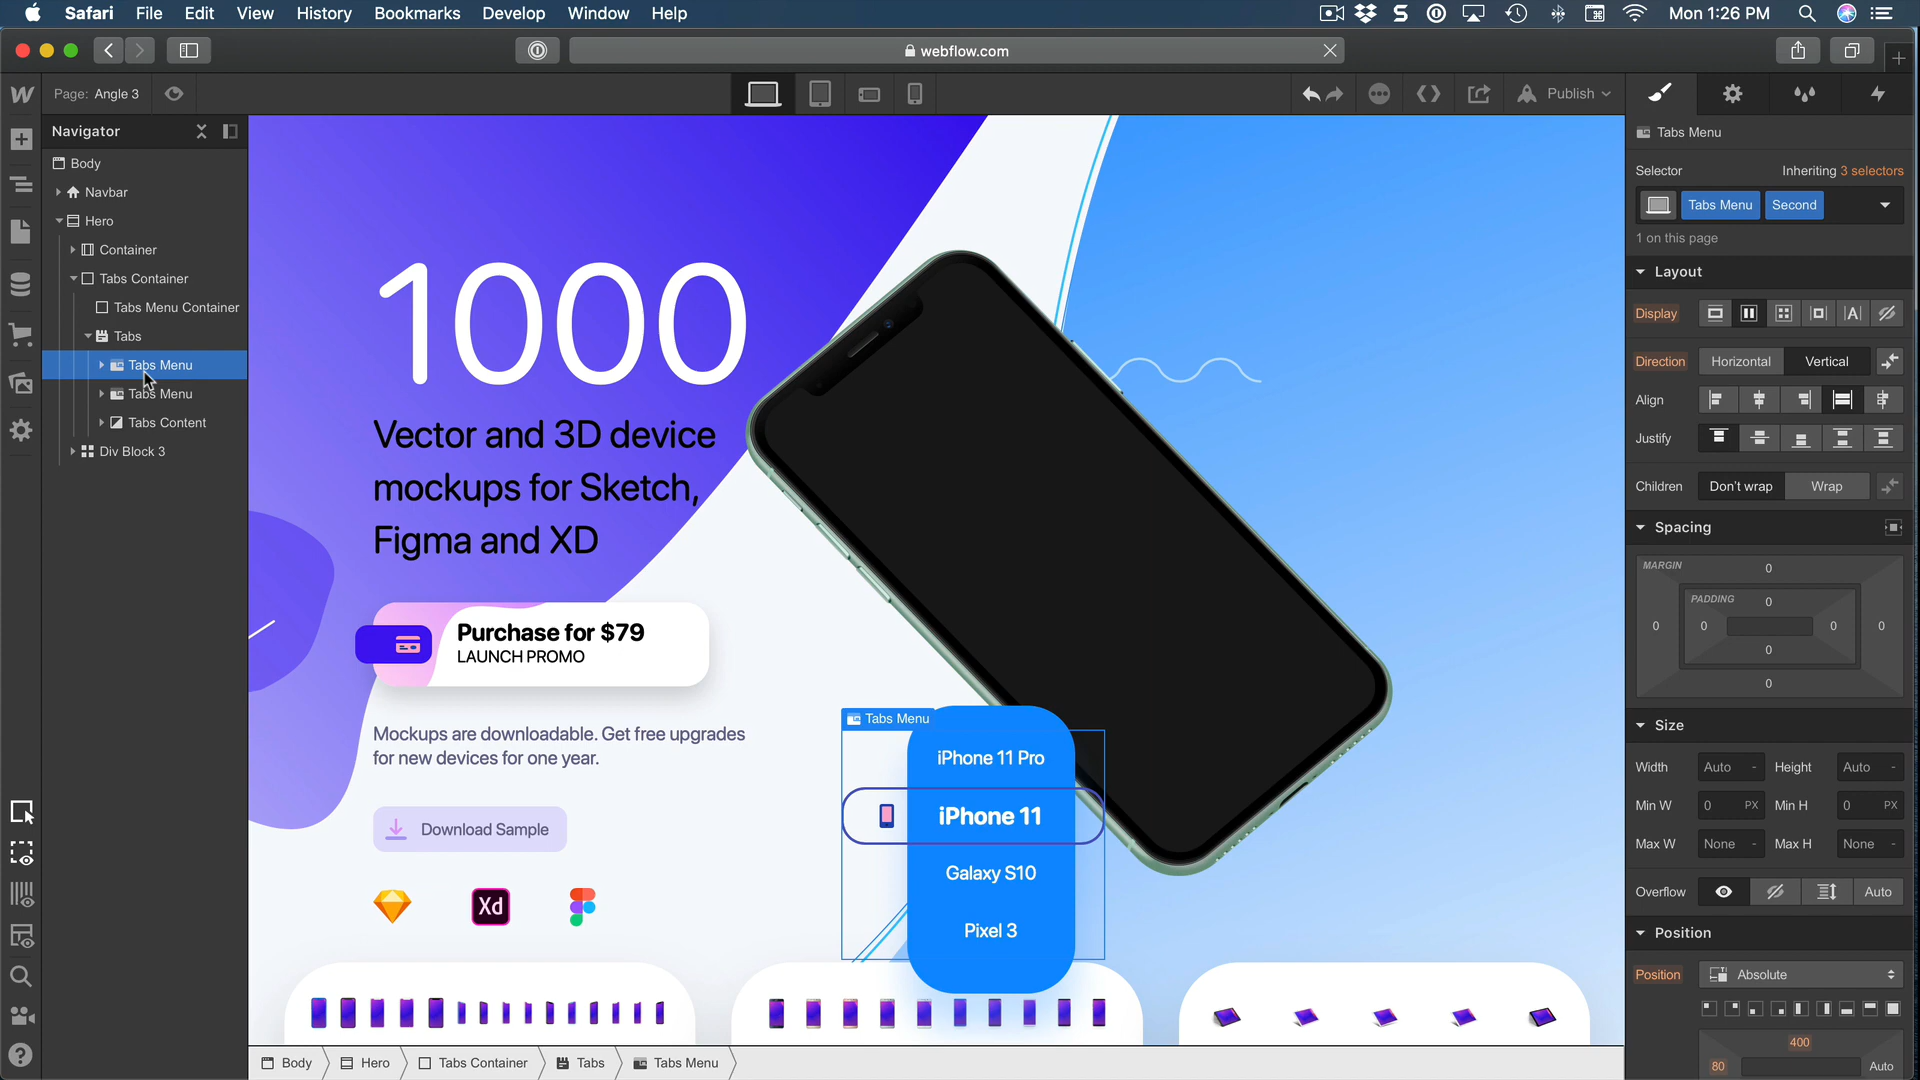 Safari File Edit View History Bookmarks Develop Window Help Mon 1:26 PM
webflow.com
Page: Angle 3
Publish
Navigator
Body
Navbar
Hero
Container
Tabs Container
Tabs Menu Container
Tabs
Tabs Menu
Tabs Menu
Tabs Content
Div Block 3
1000
Vector and 3D device
mockups for Sketch,
Figma and XD
Purchase for $79
LAUNCH PROMO
Mockups are downloadable. Get free upgrades
for new devices for one year.
Download Sample
Xd
Tabs Menu
iPhone 11 Pro
iPhone 11
Galaxy S10
Pixel 3
Body Hero Tabs Container Tabs Tabs Menu
Tabs Menu
Selector Inheriting 3 selectors
Tabs Menu Second
1 on this page
Layout
Display
Direction Horizontal Vertical
Align
Justify
Children Don't wrap Wrap
Spacing
MARGIN 0
PADDING 0
0 0 0 0
0
0
Size
Width Auto - Height Auto -
Min W 0 PX Min H 0 PX
Max W None - Max H None -
Overflow Auto
Position
Position Absolute
400
80 Auto